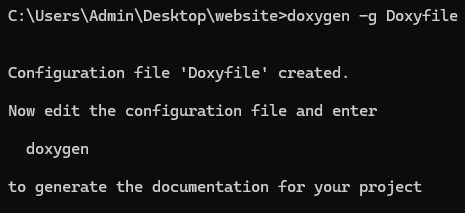 C:\Users\Admin\Desktop\website>doxygen -g Doxyfile
Configuration file 'Doxyfile' created.
Now edit the configuration file and enter
doxygen
to generate the documentation for your project